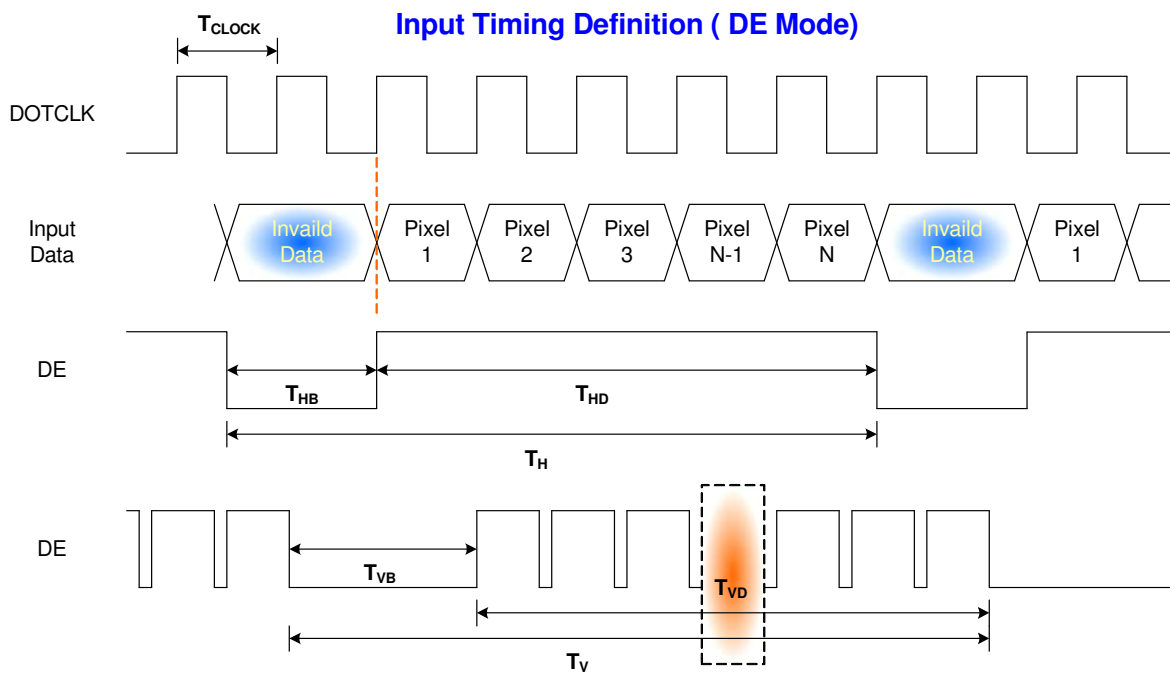 Input Timing Definition ( DE Mode)
TCLOCK
DOTCLK
Input
Data
Invaild
Data
Pixel
1
Pixel
2
Pixel
3
Pixel
N-1
Pixel
N
Invaild
Data
Pixel
1
DE
THB
THD
TH
DE
TVB
TVD
TV